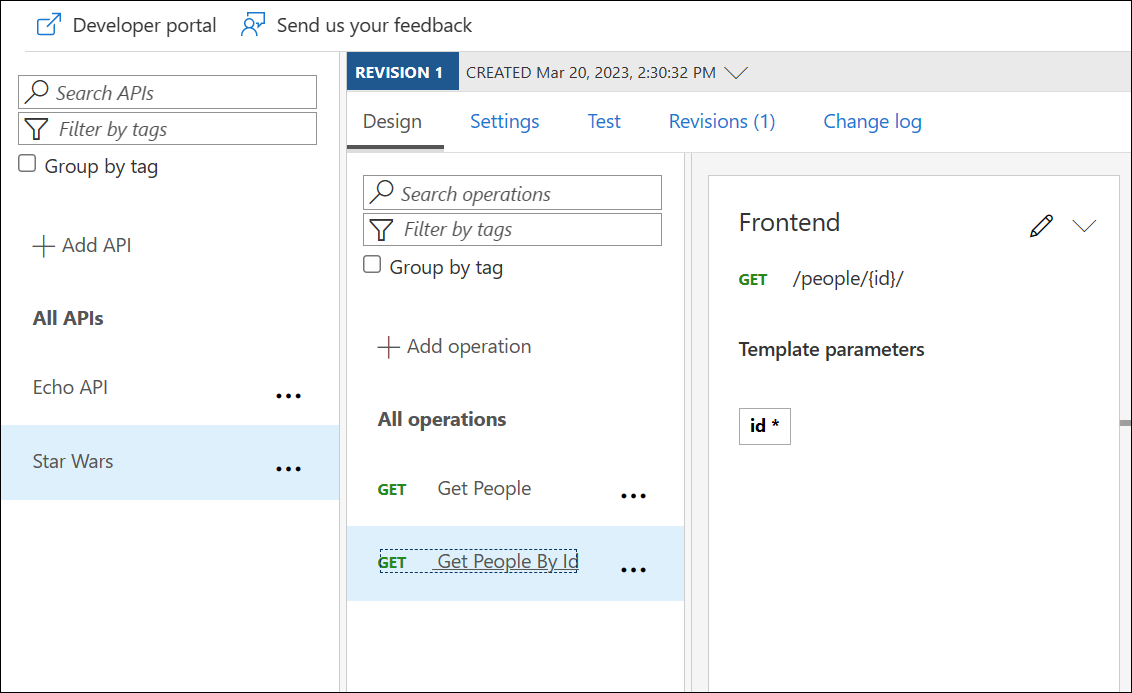 Developer portal
Send us your feedback
Search APIs
Filter by tags
Group by tag
Add API
All APIs
Echo API
Star Wars
REVISION 1
CREATED Mar 20, 2023, 2:30:32 PM
Design
Settings
Test
Revisions (1)
Change log
Search operations
Filter by tags
Group by tag
Add operation
All operations
GET Get People
GET Get People By Id
Frontend
GET /people/{id}/
Template parameters
id *